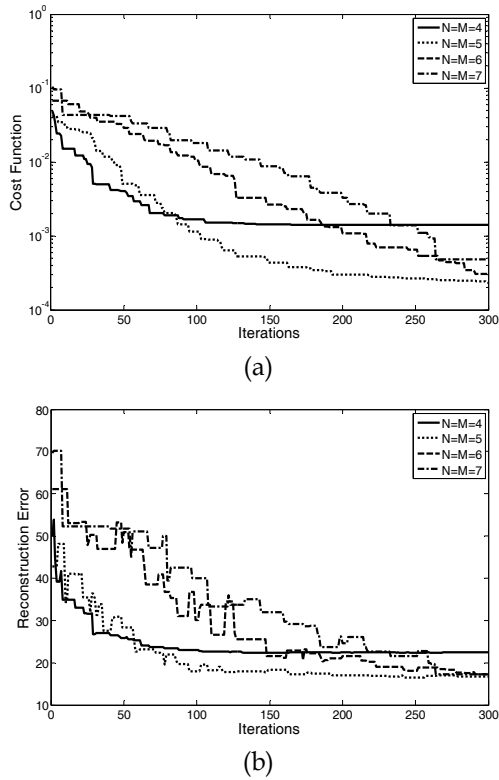 10^0
10^-1
10^-2
10^-3
10^-4
Cost Function
N=M=4
N=M=5
N=M=6
N=M=7
0 50 100 150 200 250 300
Iterations
(a)
80
70
60
50
40
30
20
10
Reconstruction Error
N=M=4
N=M=5
N=M=6
N=M=7
0 50 100 150 200 250 300
Iterations
(b)